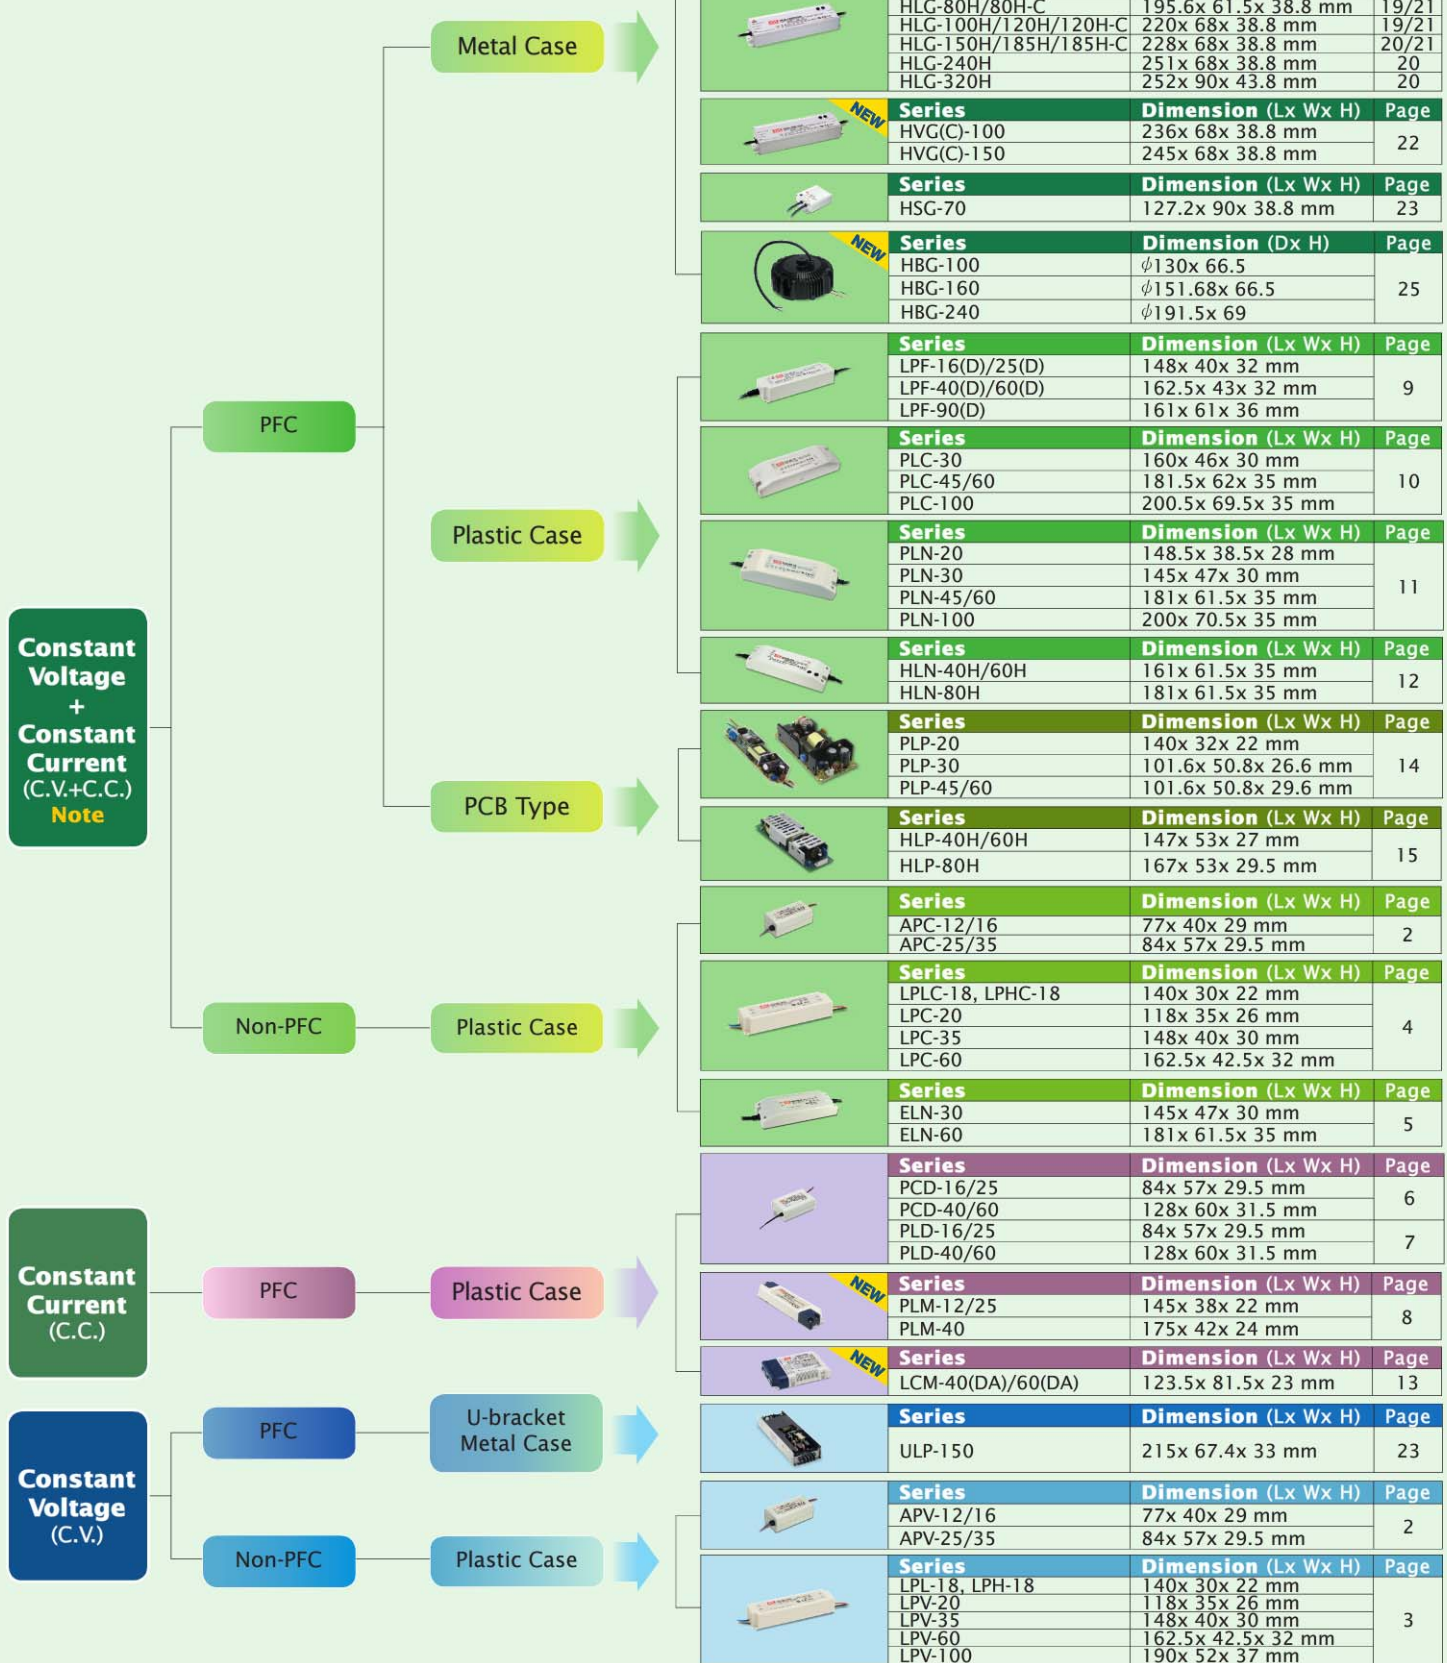 HLG-80H/80H-C 195.6x 61.5x 38.8 mm 19/21
HLG-100H/120H/120H-C 220x 68x 38.8 mm 19/21
HLG-150H/185H/185H-C 228x 68x 38.8 mm 20/21
HLG-240H 251x 68x 38.8 mm 20
HLG-320H 252x 90x 43.8 mm 20
Metal Case
NEW
Series Dimension (Lx Wx H) Page
HVG(C)-100 236x 68x 38.8 mm
HVG(C)-150 245x 68x 38.8 mm
22
Series Dimension (Lx Wx H) Page
HSG-70 127.2x 90x 38.8 mm 23
NEW
Series Dimension (Dx H) Page
HBG-100 ϕ130x 66.5
HBG-160 ϕ151.68x 66.5 25
HBG-240 ϕ191.5x 69
Series Dimension (Lx Wx H) Page
LPF-16(D)/25(D) 148x 40x 32 mm
LPF-40(D)/60(D) 162.5x 43x 32 mm 9
LPF-90(D) 161x 61x 36 mm
PFC
Series Dimension (Lx Wx H) Page
PLC-30 160x 46x 30 mm
PLC-45/60 181.5x 62x 35 mm 10
PLC-100 200.5x 69.5x 35 mm
Plastic Case
Series Dimension (Lx Wx H) Page
PLN-20 148.5x 38.5x 28 mm
PLN-30 145x 47x 30 mm
11
PLN-45/60 181x 61.5x 35 mm
PLN-100 200x 70.5x 35 mm
Series Dimension (Lx Wx H) Page
HLN-40H/60H 161x 61.5x 35 mm
HLN-80H 181x 61.5x 35 mm
12
Constant
Voltage
+
Constant
Current
(C.V.+C.C.)
Note
Series Dimension (Lx Wx H) Page
PLP-20 140x 32x 22 mm
PLP-30 101.6x 50.8x 26.6 mm 14
PLP-45/60 101.6x 50.8x 29.6 mm
PCB Type
Series Dimension (Lx Wx H) Page
HLP-40H/60H 147x 53x 27 mm
HLP-80H 167x 53x 29.5 mm
15
Series Dimension (Lx Wx H) Page
APC-12/16 77x 40x 29 mm
APC-25/35 84x 57x 29.5 mm
2
Series Dimension (Lx Wx H) Page
LPLC-18, LPHC-18 140x 30x 22 mm
LPC-20 118x 35x 26 mm
4
LPC-35 148x 40x 30 mm
LPC-60 162.5x 42.5x 32 mm
Non-PFC
Plastic Case
Series Dimension (Lx Wx H) Page
ELN-30 145x 47x 30 mm
ELN-60 181x 61.5x 35 mm
5
Series Dimension (Lx Wx H) Page
PCD-16/25 84x 57x 29.5 mm
PCD-40/60 128x 60x 31.5 mm
6
PLD-16/25 84x 57x 29.5 mm
PLD-40/60 128x 60x 31.5 mm
7
Constant
Current
(C.C.)
PFC
Plastic Case
NEW
Series Dimension (Lx Wx H) Page
PLM-12/25 145x 38x 22 mm
PLM-40 175x 42x 24 mm
8
NEW
Series Dimension (Lx Wx H) Page
LCM-40(DA)/60(DA) 123.5x 81.5x 23 mm 13
PFC
U-bracket
Metal Case
Series Dimension (Lx Wx H) Page
ULP-150 215x 67.4x 33 mm 23
Constant
Voltage
(C.V.)
Series Dimension (Lx Wx H) Page
APV-12/16 77x 40x 29 mm
APV-25/35 84x 57x 29.5 mm
2
Non-PFC
Plastic Case
Series Dimension (Lx Wx H) Page
LPL-18, LPH-18 140x 30x 22 mm
LPV-20 118x 35x 26 mm
LPV-35 148x 40x 30 mm 3
LPV-60 162.5x 42.5x 32 mm
LPV-100 190x 52x 37 mm